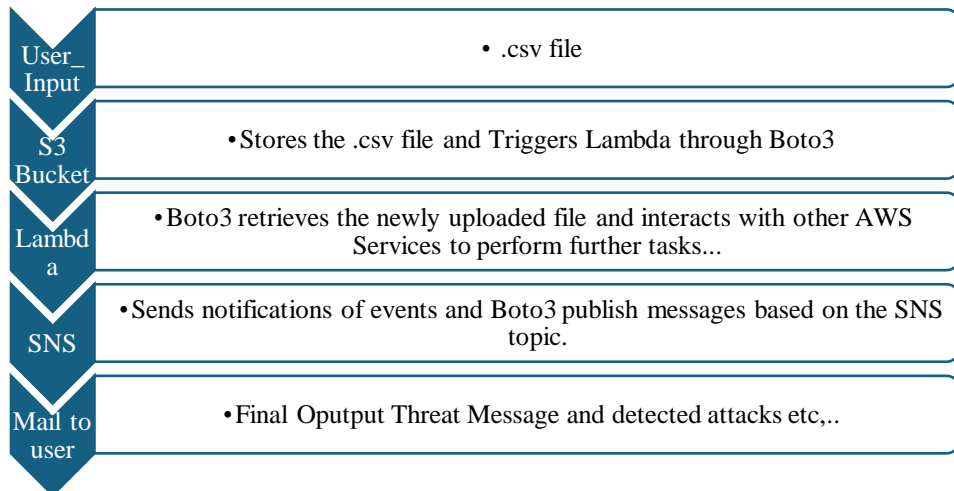 User_
Input
• .csv file
S3
Bucket
•Stores the .csv file and Triggers Lambda through Boto3
Lambd
a
•Boto3 retrieves the newly uploaded file and interacts with other AWS
Services to perform further tasks...
SNS
•Sends notifications of events and Boto3 publish messages based on the SNS
topic.
Mail to
user
•Final Oputput Threat Message and detected attacks etc,..